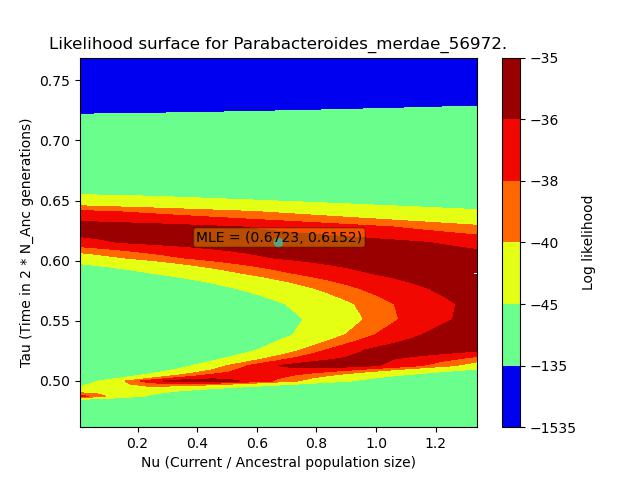 Likelihood surface for Parabacteroides_merdae_56972.
Tau (Time in 2 * N_Anc generations)
0.75
0.70
0.65
0.60
0.55
0.50
MLE = (0.6723, 0.6152)
0.2 0.4 0.6 0.8 1.0 1.2
Nu (Current / Ancestral population size)
−35
−36
−38
−40
−45
−135
−1535
Log likelihood